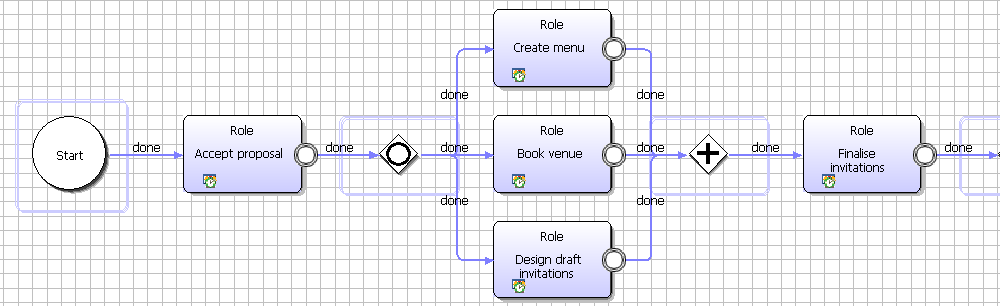 Start
done
Role
Accept proposal
done
done
done
done
Role
Create menu
Role
Book venue
Role
Design draft
invitations
done
done
done
done
Role
Finalise
invitations
done